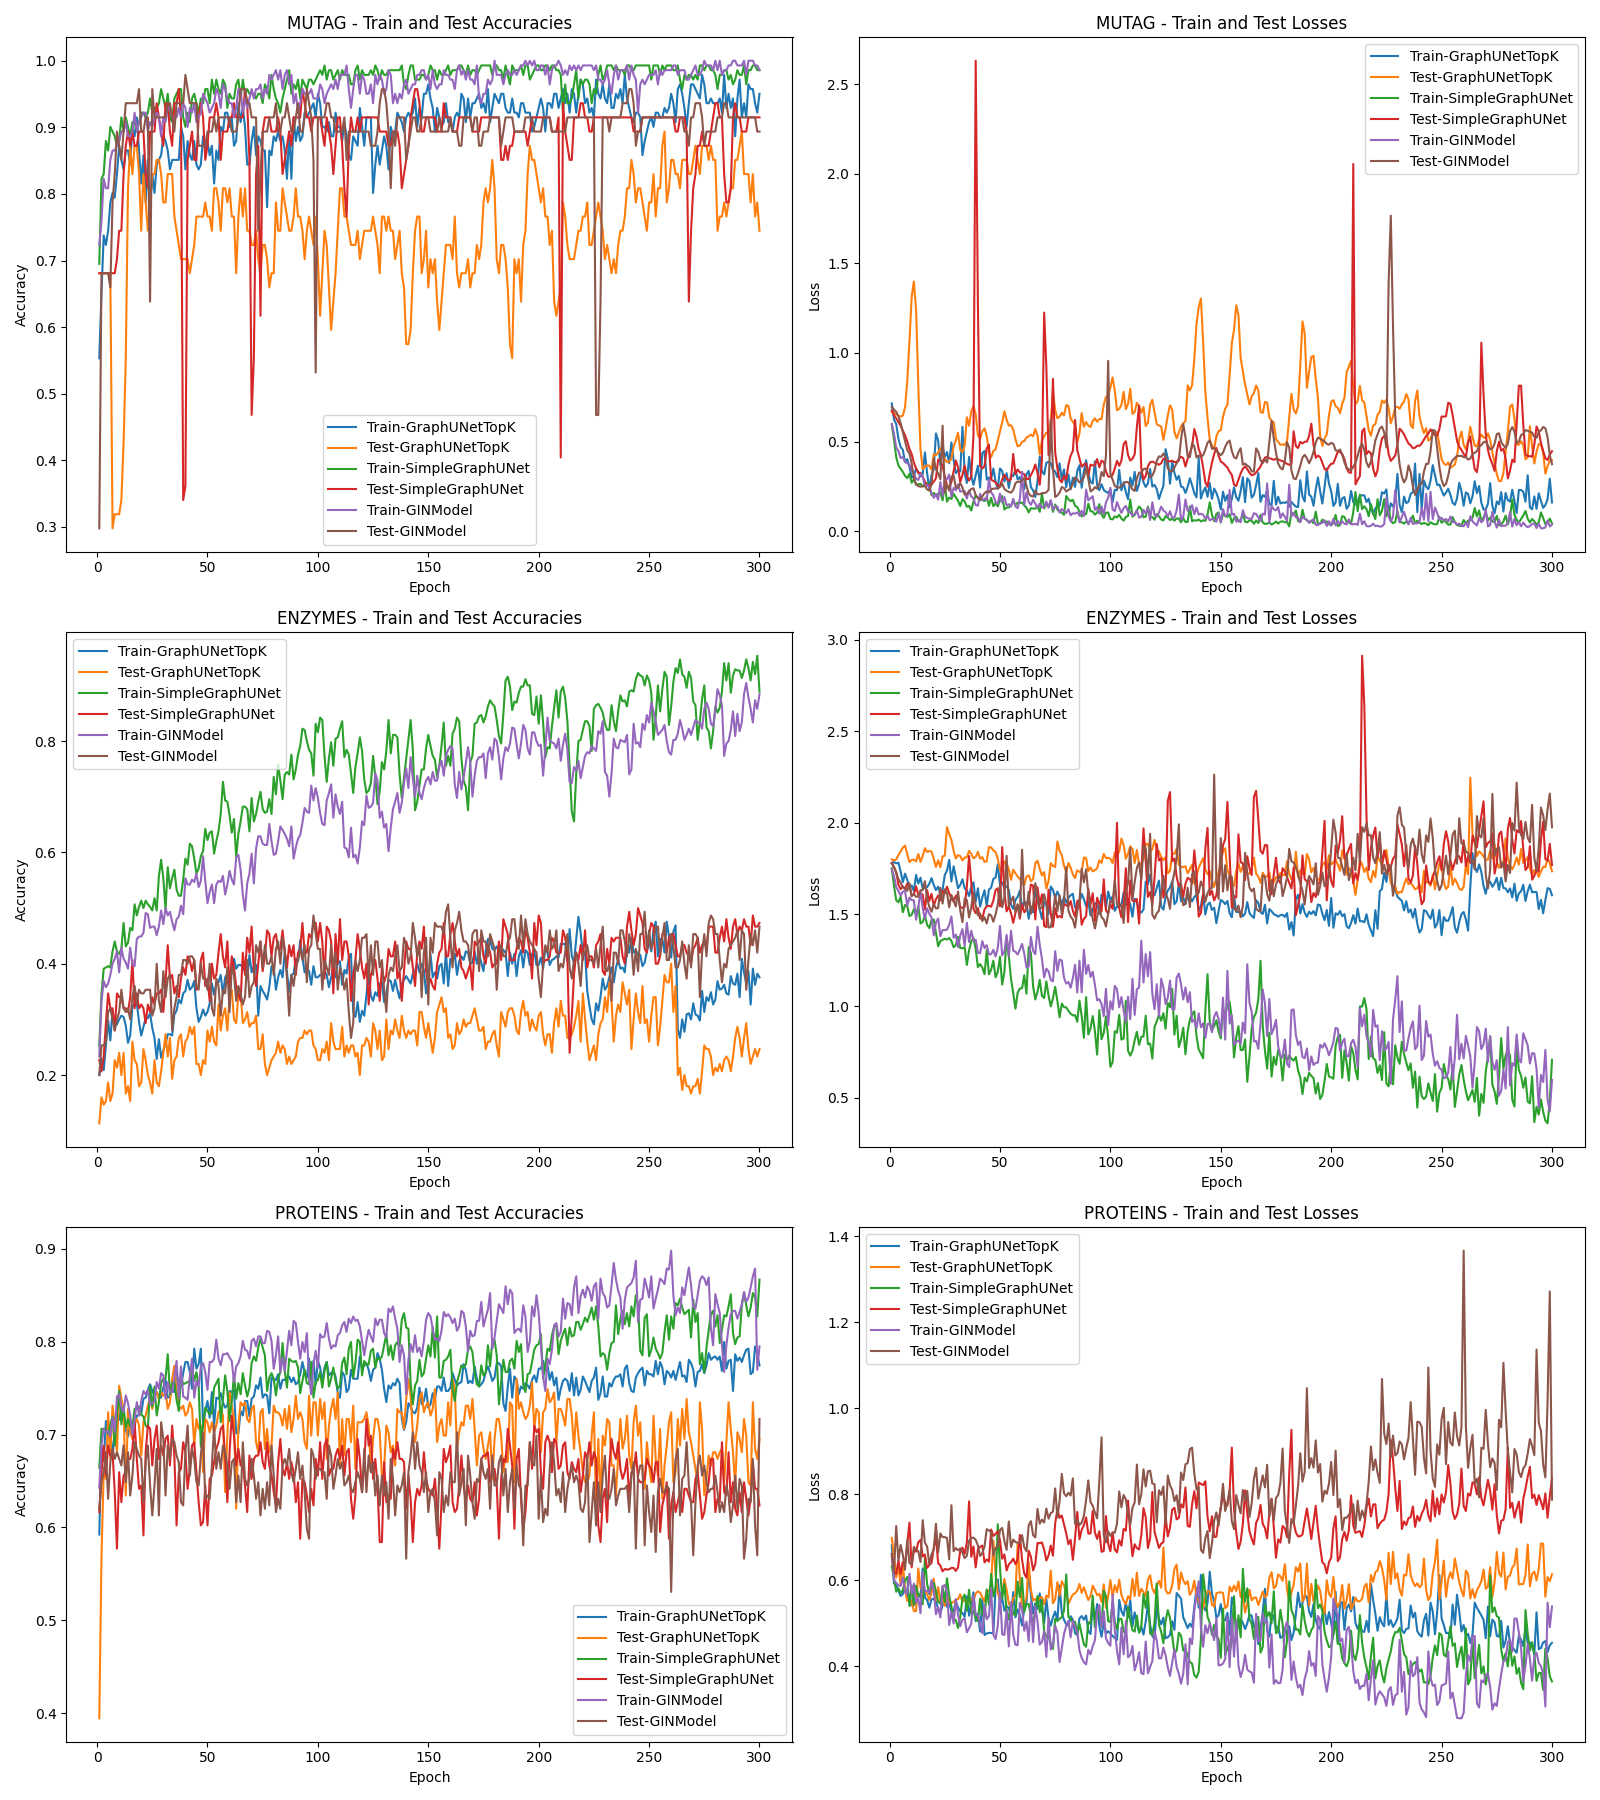 MUTAG - Train and Test Accuracies
1.0
0.9
0.8
0.7
0.6
0.5
0.4
0.3
Accuracy
Train-GraphUNetTopK
Test-GraphUNetTopK
Train-SimpleGraphUNet
Test-SimpleGraphUNet
Train-GINModel
Test-GINModel
0 50 100 150 200 250 300
Epoch
MUTAG - Train and Test Losses
2.5
2.0
1.5
1.0
0.5
0.0
Loss
Train-GraphUNetTopK
Test-GraphUNetTopK
Train-SimpleGraphUNet
Test-SimpleGraphUNet
Train-GINModel
Test-GINModel
0 50 100 150 200 250 300
Epoch
ENZYMES - Train and Test Accuracies
0.8
0.6
0.4
0.2
Accuracy
Train-GraphUNetTopK
Test-GraphUNetTopK
Train-SimpleGraphUNet
Test-SimpleGraphUNet
Train-GINModel
Test-GINModel
0 50 100 150 200 250 300
Epoch
ENZYMES - Train and Test Losses
3.0
2.5
2.0
1.5
1.0
0.5
Loss
Train-GraphUNetTopK
Test-GraphUNetTopK
Train-SimpleGraphUNet
Test-SimpleGraphUNet
Train-GINModel
Test-GINModel
0 50 100 150 200 250 300
Epoch
PROTEINS - Train and Test Accuracies
0.9
0.8
0.7
0.6
0.5
0.4
Accuracy
Train-GraphUNetTopK
Test-GraphUNetTopK
Train-SimpleGraphUNet
Test-SimpleGraphUNet
Train-GINModel
Test-GINModel
0 50 100 150 200 250 300
Epoch
PROTEINS - Train and Test Losses
1.4
1.2
1.0
0.8
0.6
0.4
Loss
Train-GraphUNetTopK
Test-GraphUNetTopK
Train-SimpleGraphUNet
Test-SimpleGraphUNet
Train-GINModel
Test-GINModel
0 50 100 150 200 250 300
Epoch